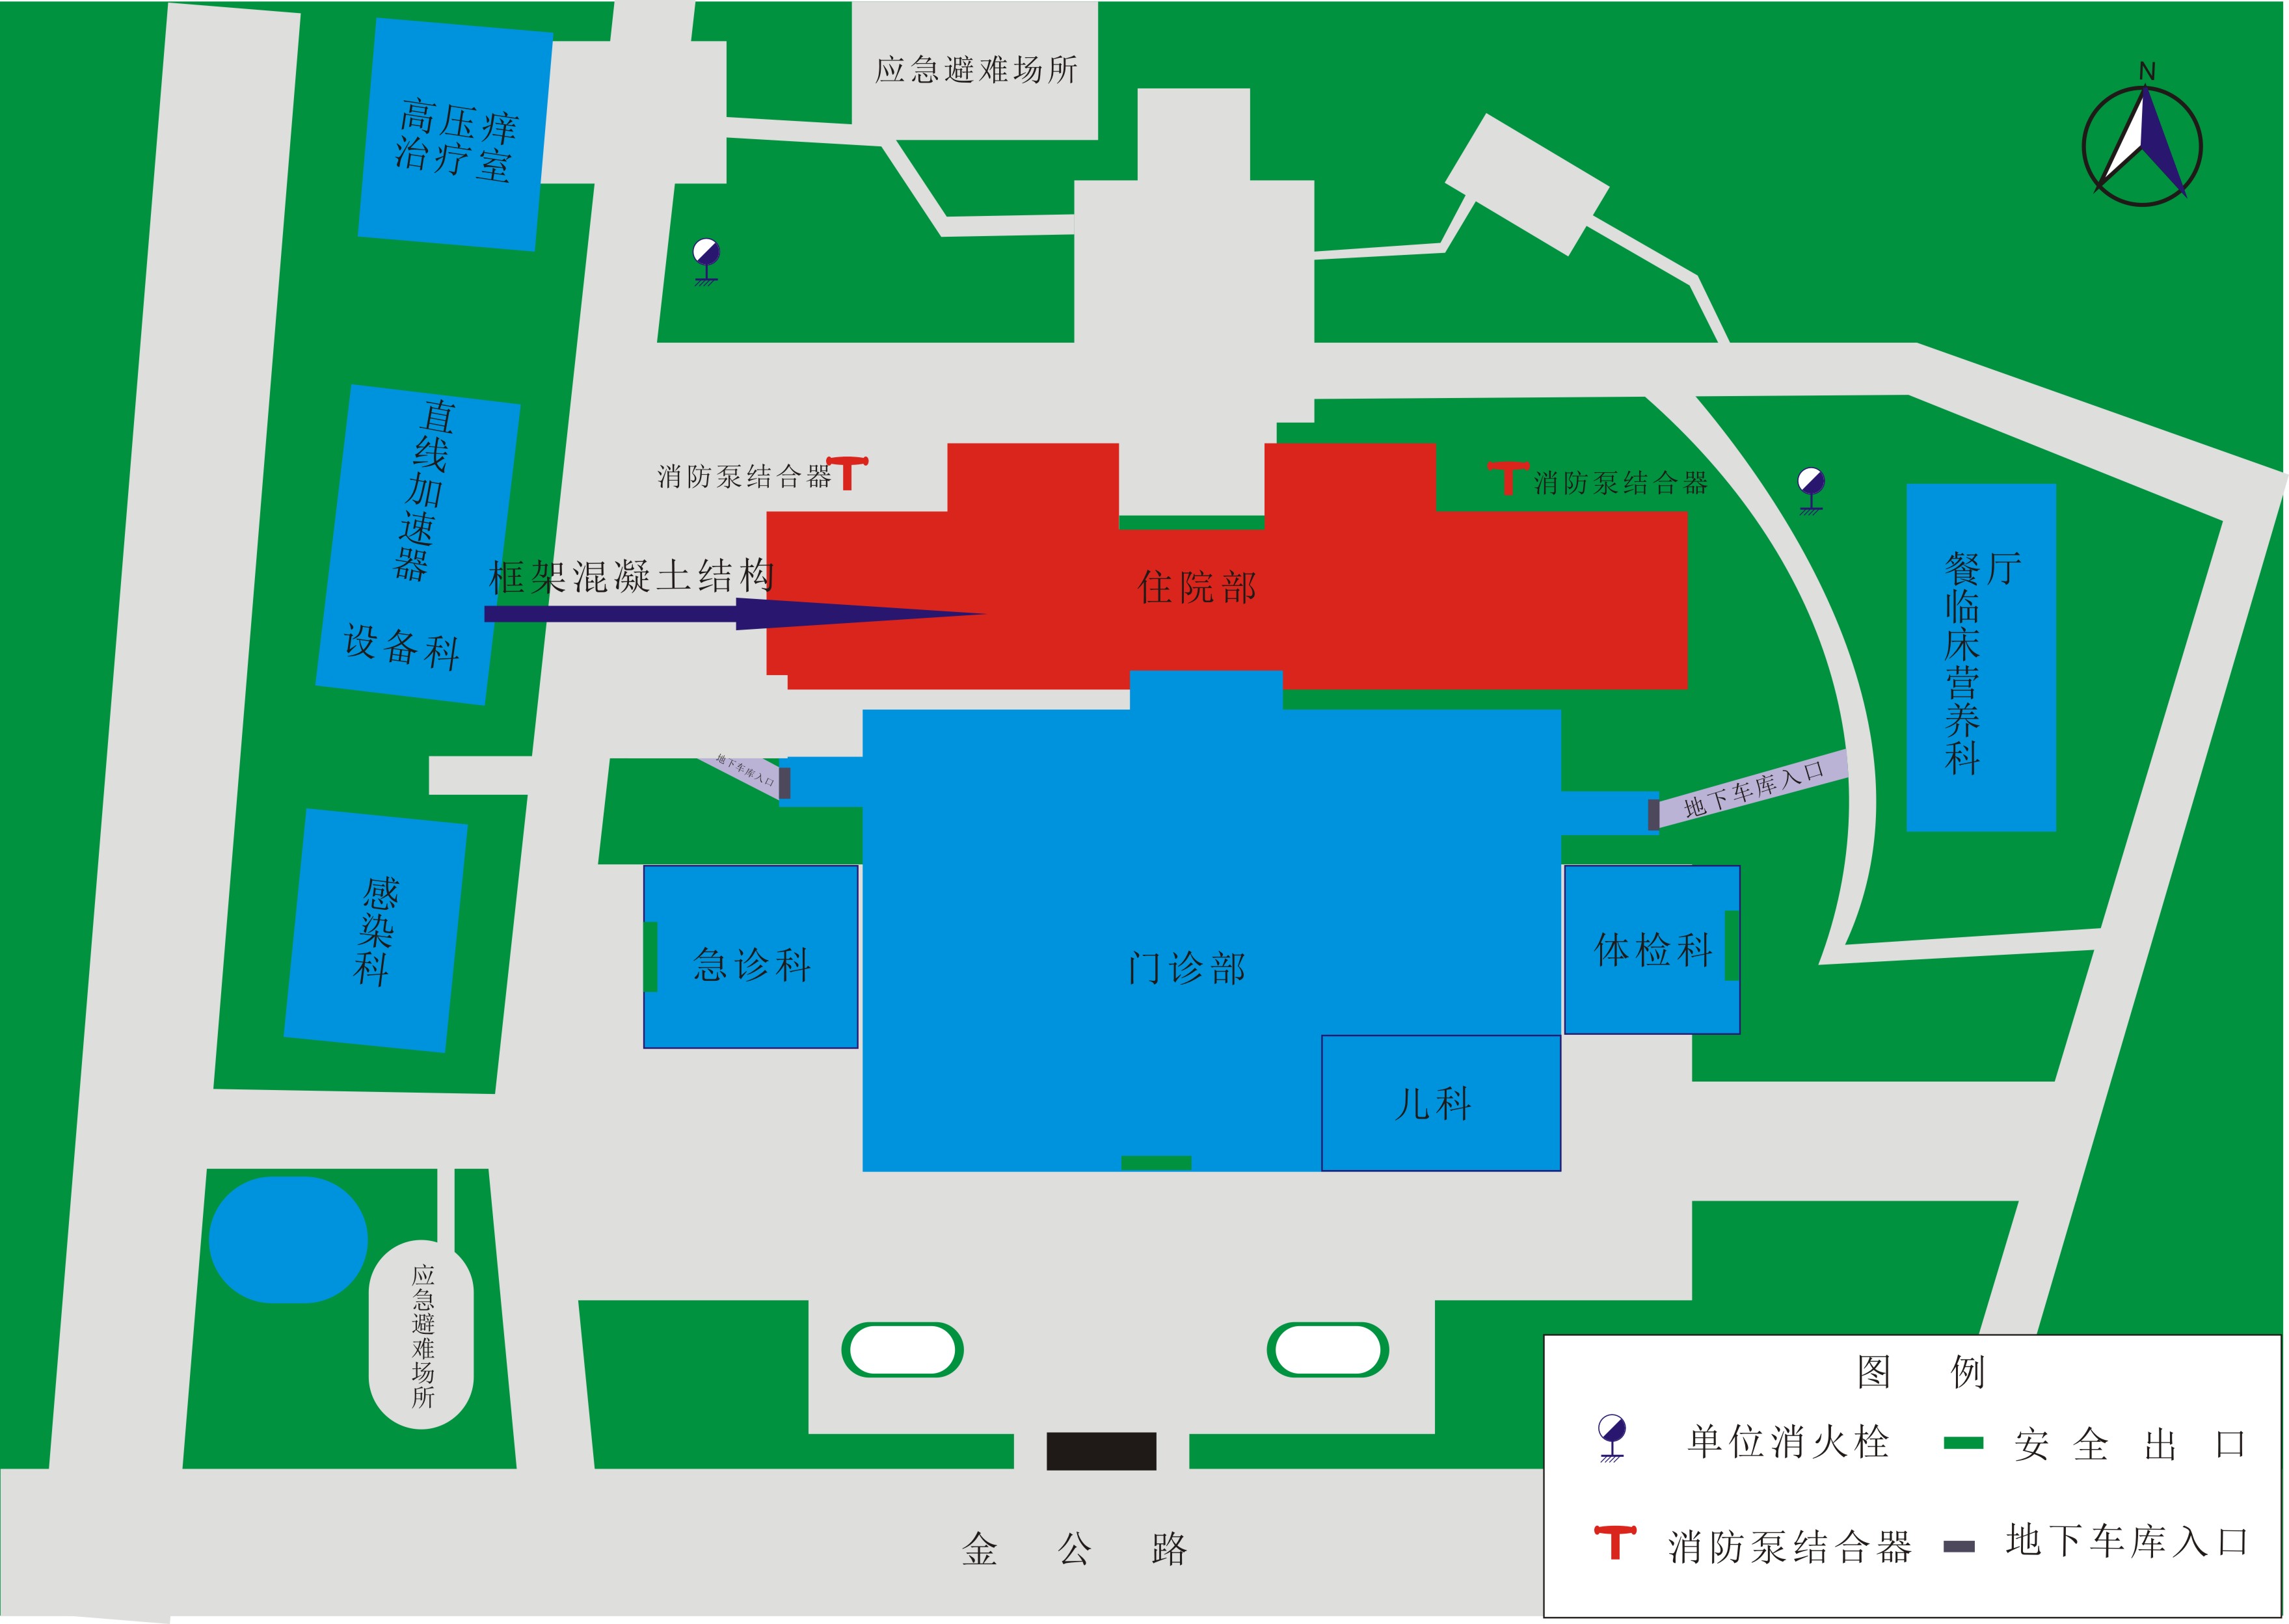 应急避难场所
N
高压痒
治疗室
直线加速器
设备科
消防泵结合器
消防泵结合器
框架混凝土结构
住院部
餐厅
临床营养科
地下车库入口
地下车库入口
感染科
急诊科
门诊部
体检科
儿科
应急避难场所
图 例
单位消火栓
安全出口
消防泵结合器
地下车库入口
金公路